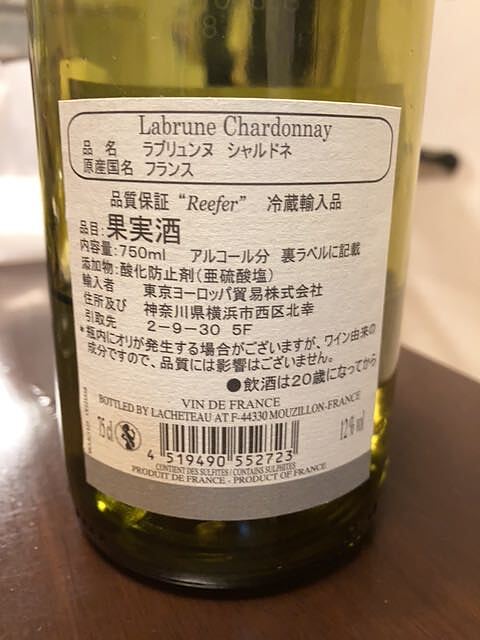 Labrune Chardonnay
品　名　ラブリュンヌ　シャルドネ
原産国名　フランス
品質保証 “Reefer”　冷蔵輸入品
品目:果実酒
内容量:750ml　アルコール分　裏ラベルに記載
添加物:酸化防止剤(亜硫酸塩)
輸入者　東京ヨーロッパ貿易株式会社
住所及び　神奈川県横浜市西区北幸
引取先　2-9-30 5F
*瓶内にオリが発生する場合がございますが、ワイン由来の
成分ですので、品質には影響はございません。
●飲酒は20歳になってから
VIN DE FRANCE
BOTTLED BY LACHETEAU AT F-44330 MOUZILLON-FRANCE
75 cl
12% vol
4 519490 552723
CONTIENT DES SULFITES / CONTAINS SULPHITES
PRODUIT DE FRANCE - PRODUCT OF FRANCE